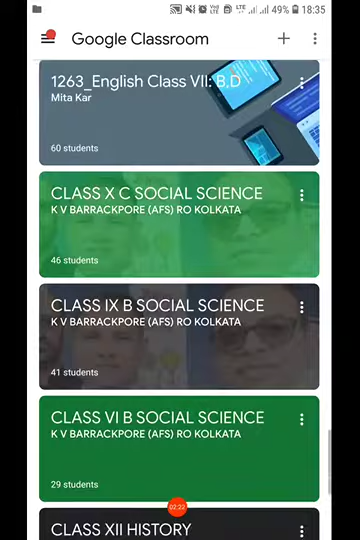 49% 18:35
Google Classroom
1263_English Class VII: B,D
Mita Kar
60 students
CLASS X C SOCIAL SCIENCE
K V BARRACKPORE (AFS) RO KOLKATA
46 students
CLASS IX B SOCIAL SCIENCE
K V BARRACKPORE (AFS) RO KOLKATA
41 students
CLASS VI B SOCIAL SCIENCE
K V BARRACKPORE (AFS) RO KOLKATA
29 students
02:22
CLASS XII HISTORY